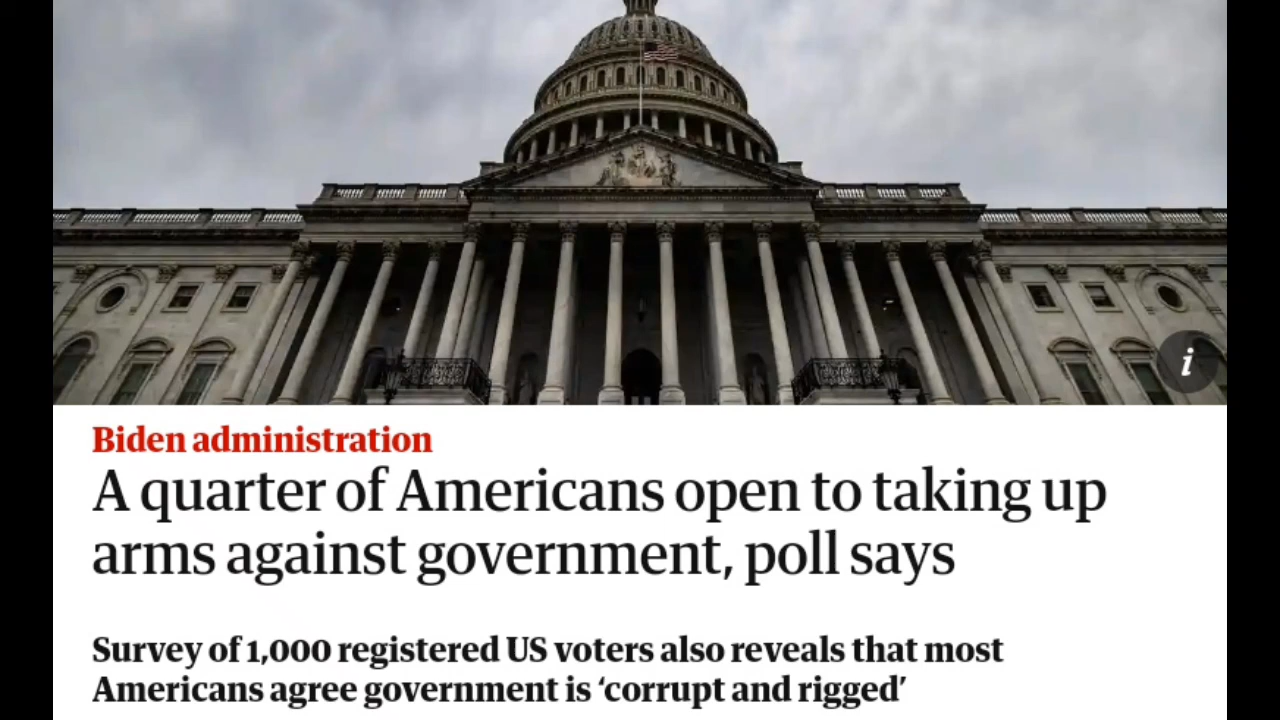 i
Biden administration
A quarter of Americans open to taking up
arms against government, poll says
Survey of 1,000 registered US voters also reveals that most
Americans agree government is ‘corrupt and rigged’